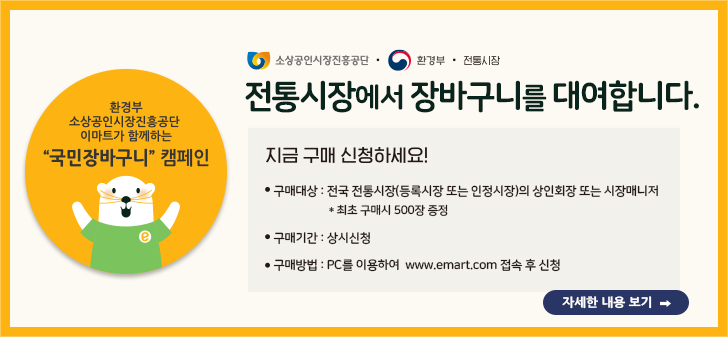 소상공인시장진흥공단 • 환경부 • 전통시장
전통시장에서 장바구니를 대여합니다.
환경부
소상공인시장진흥공단
이마트가 함께하는
“국민장바구니” 캠페인
e
지금 구매 신청하세요!
• 구매대상 : 전국 전통시장(등록시장 또는 인정시장)의 상인회장 또는 시장매니저
* 최초 구매시 500장 증정
• 구매기간 : 상시신청
• 구매방법 : PC를 이용하여 www.emart.com 접속 후 신청
자세한 내용 보기 ➡